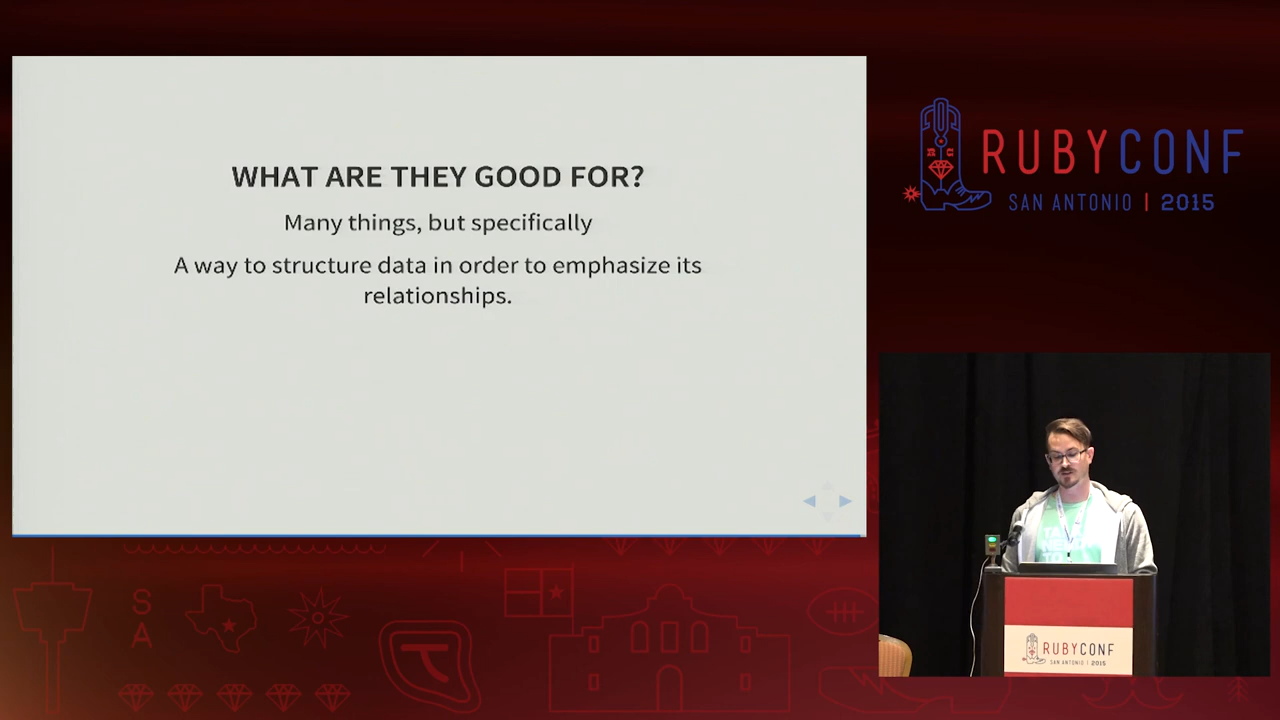 WHAT ARE THEY GOOD FOR?
Many things, but specifically
A way to structure data in order to emphasize its
relationships.
RUBYCONF
SAN ANTONIO | 2015
S
A
RUBYCONF
SAN ANTONIO | 2015